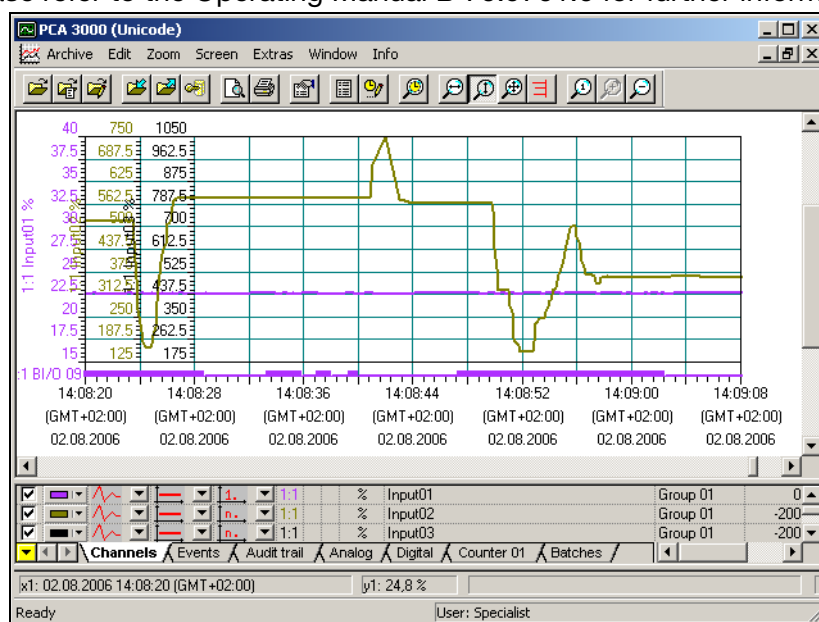 PCA 3000 (Unicode)
Archive Edit Zoom Screen Extras Window Info
40 750 1050
37.5 687.5 962.5
35 625 875
32.5 562.5 787.5
30 500 700
27.5 437.5 612.5
25 375 525
22.5 312.5 437.5
20 250 350
17.5 187.5 262.5
15 125 175
1:1 Input01 %
:1 BI/O 09
14:08:20 14:08:28 14:08:36 14:08:44 14:08:52 14:09:00 14:09:08
(GMT+02:00) (GMT+02:00) (GMT+02:00) (GMT+02:00) (GMT+02:00) (GMT+02:00) (GMT+02:00)
02.08.2006 02.08.2006 02.08.2006 02.08.2006 02.08.2006 02.08.2006 02.08.2006
1. 1:1 % Input01 Group 01 0
n. 1:1 % Input02 Group 01 -200
n. 1:1 % Input03 Group 01 -200
Channels Events Audit trail Analog Digital Counter 01 Batches
x1: 02.08.2006 14:08:20 (GMT+02:00) y1: 24,8 %
Ready User: Specialist